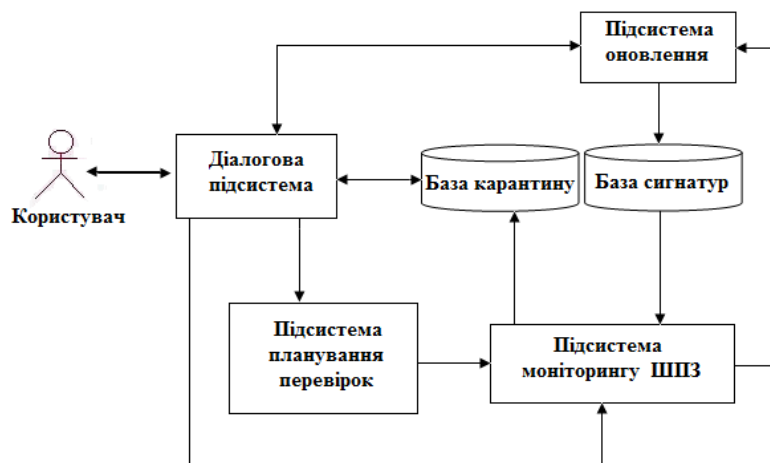 Підсистема
оновлення
Діалогова
підсистема
База карантину
База сигнатур
Користувач
Підсистема
планування
перевірок
Підсистема
моніторингу ШПЗ